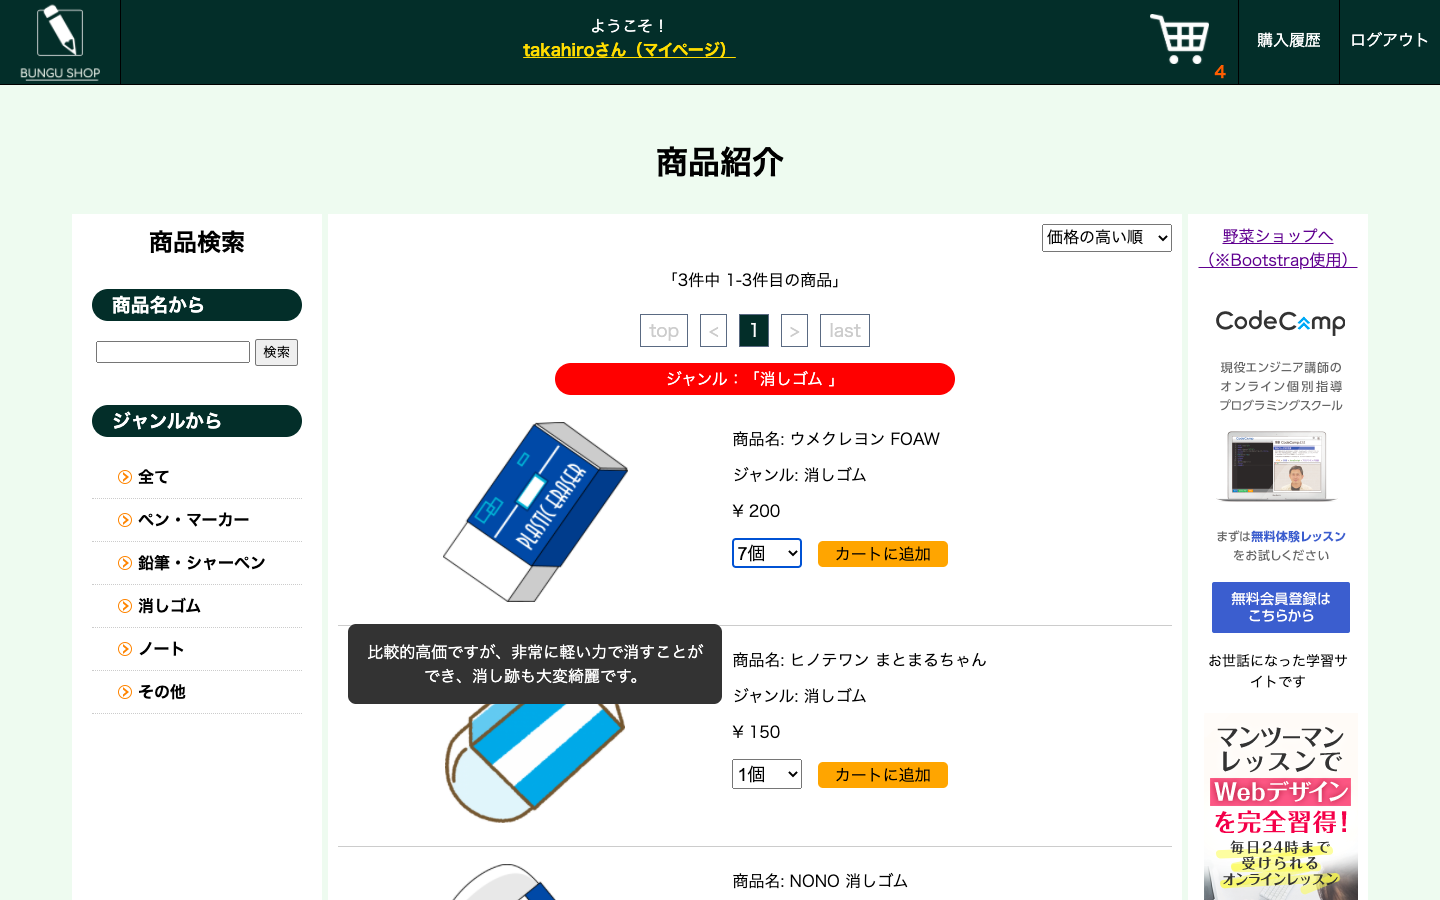 BUNGU SHOP
ようこそ！
takahiroさん（マイページ）
4
購入履歴
ログアウト
商品紹介
商品検索
商品名から
検索
ジャンルから
全て
ペン・マーカー
鉛筆・シャーペン
消しゴム
ノート
その他
価格の高い順
「3件中 1-3件目の商品」
top < 1 > last
ジャンル：「消しゴム 」
PLASTIC ERASER
商品名: ウメクレヨン FOAW
ジャンル: 消しゴム
¥ 200
7個 カートに追加
比較的高価ですが、非常に軽い力で消すことが
でき、消し跡も大変綺麗です。
商品名: ヒノテワン まとまるちゃん
ジャンル: 消しゴム
¥ 150
1個 カートに追加
商品名: NONO 消しゴム
野菜ショップへ
（※Bootstrap使用）
CodeCamp
現役エンジニア講師の
オンライン個別指導
プログラミングスクール
まずは無料体験レッスン
をお試しください
無料会員登録は
こちらから
お世話になった学習サ
イトです
マンツーマン
レッスンで
Webデザイン
を完全習得!
毎日24時まで
受けられる
オンラインレッスン